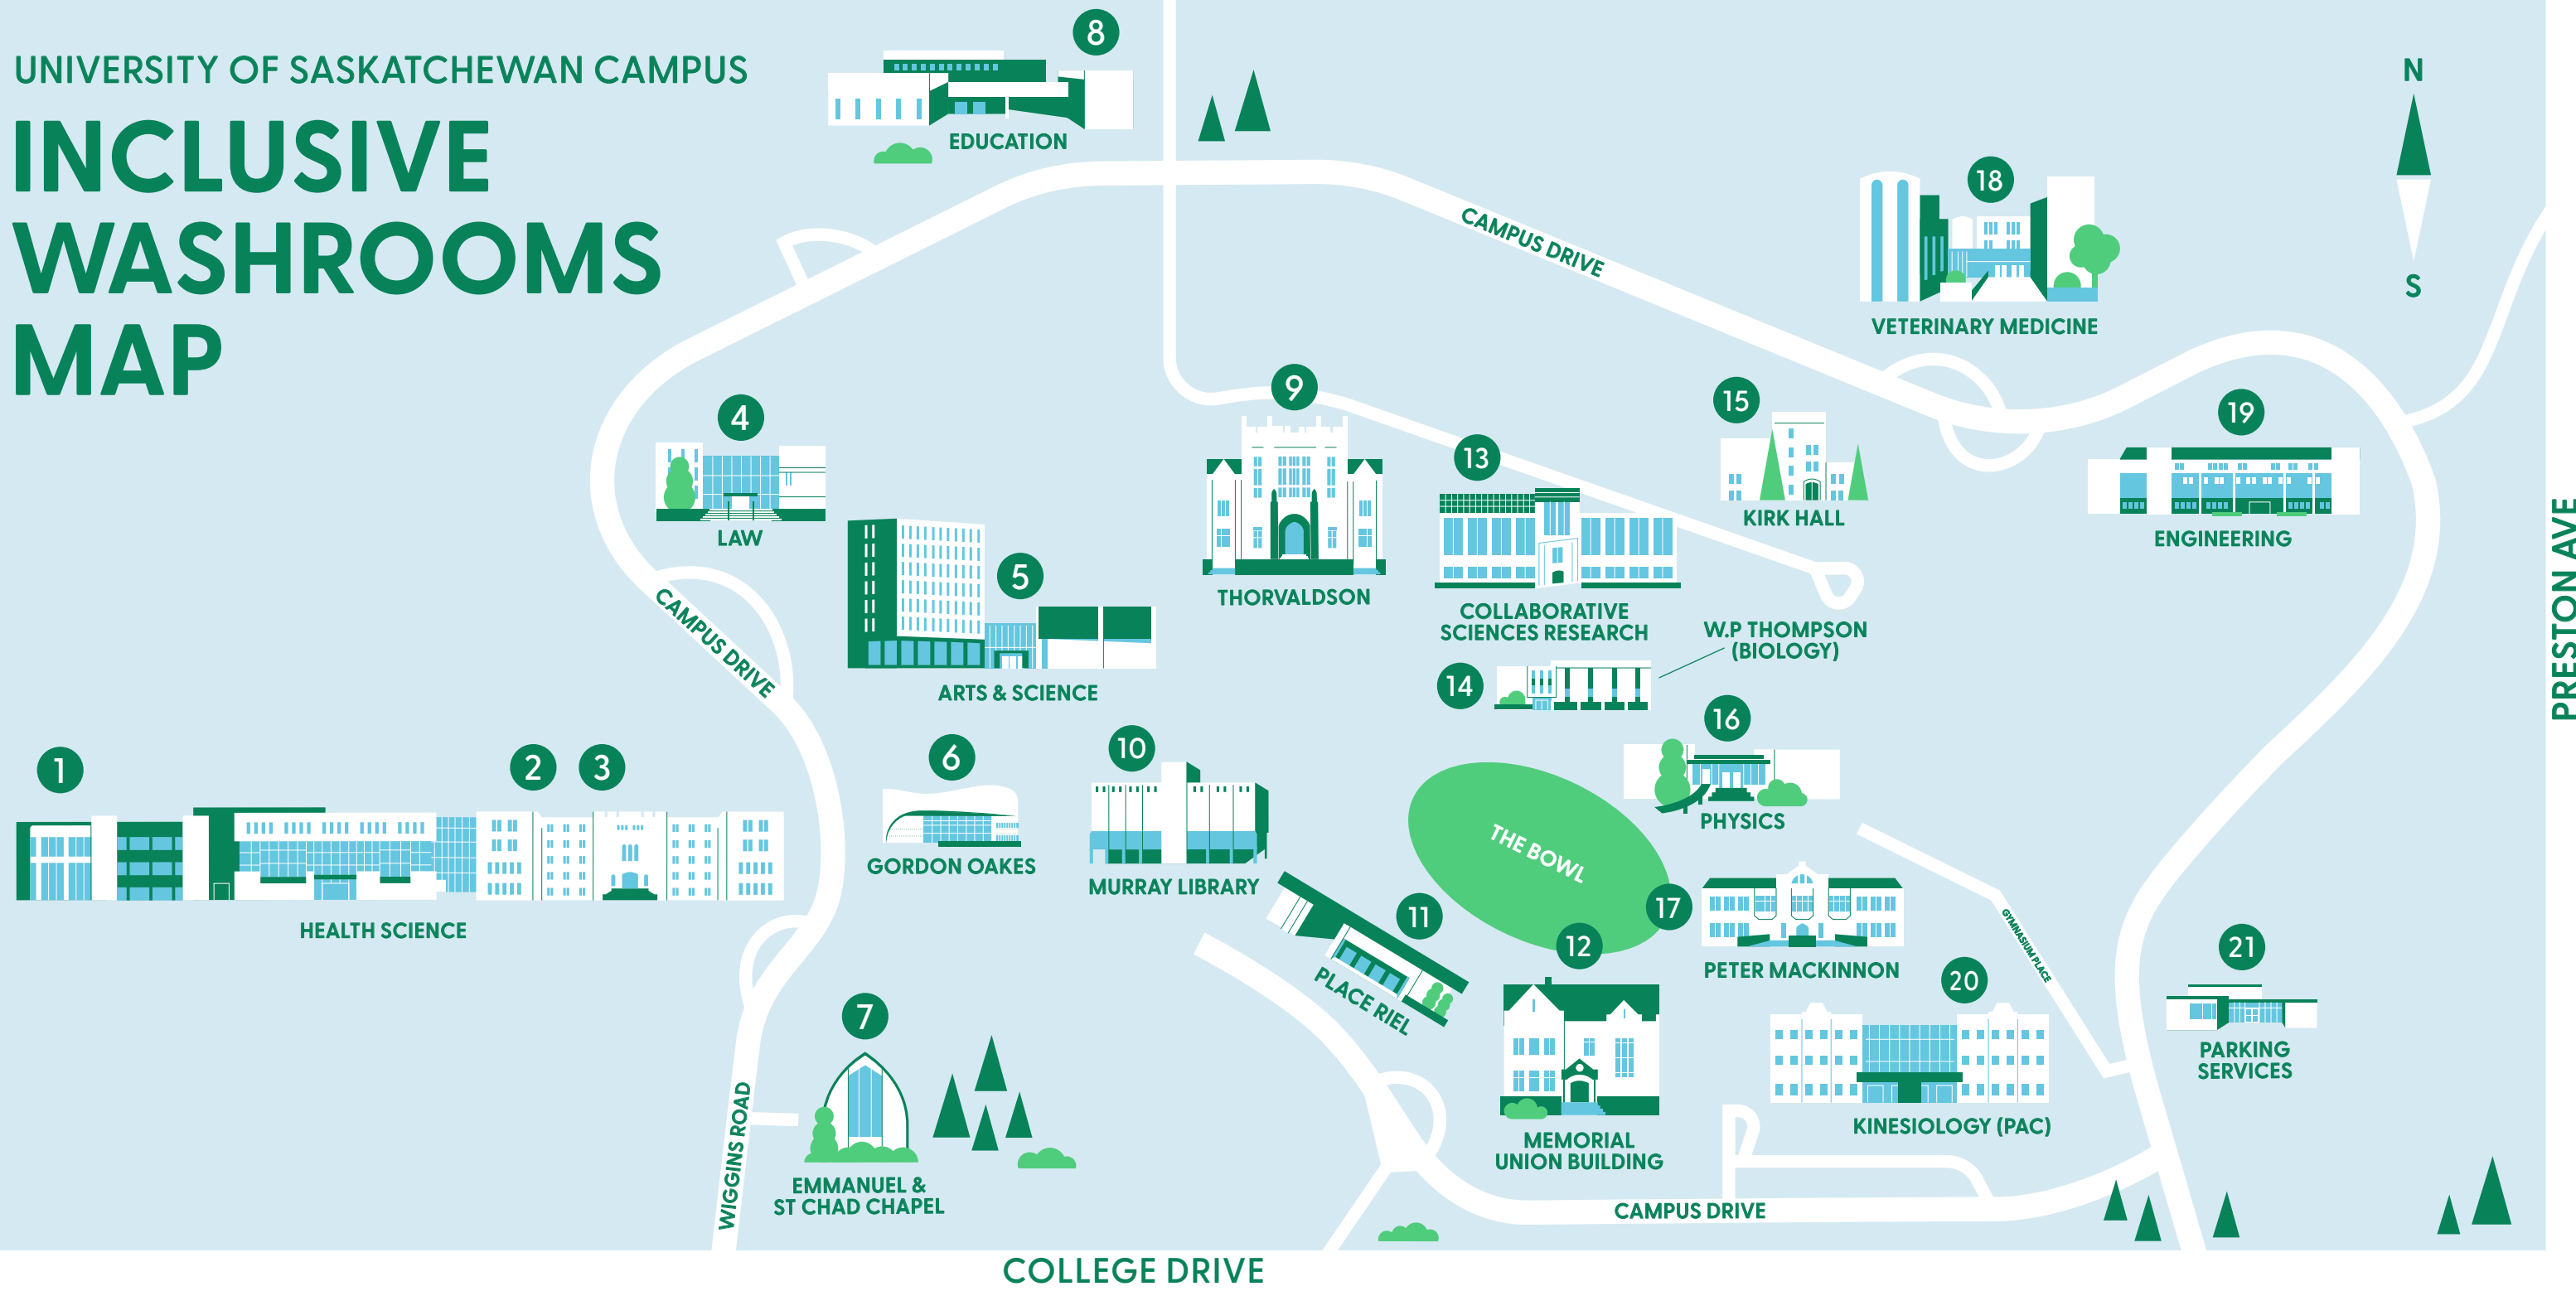 UNIVERSITY OF SASKATCHEWAN CAMPUS
INCLUSIVE
WASHROOMS
MAP
8
EDUCATION
N
S
CAMPUS DRIVE
18
VETERINARY MEDICINE
4
LAW
9
THORVALDSON
13
COLLABORATIVE
SCIENCES RESEARCH
15
KIRK HALL
19
ENGINEERING
PRESTON AVE
5
ARTS & SCIENCE
CAMPUS DRIVE
W.P THOMPSON
(BIOLOGY)
14
16
PHYSICS
1
2
3
HEALTH SCIENCE
6
GORDON OAKES
10
MURRAY LIBRARY
THE BOWL
11
PLACE RIEL
12
MEMORIAL
UNION BUILDING
17
PETER MACKINNON
GYMNASIUM PLACE
20
KINESIOLOGY (PAC)
21
PARKING
SERVICES
7
EMMANUEL &
ST CHAD CHAPEL
WIGGINS ROAD
CAMPUS DRIVE
COLLEGE DRIVE